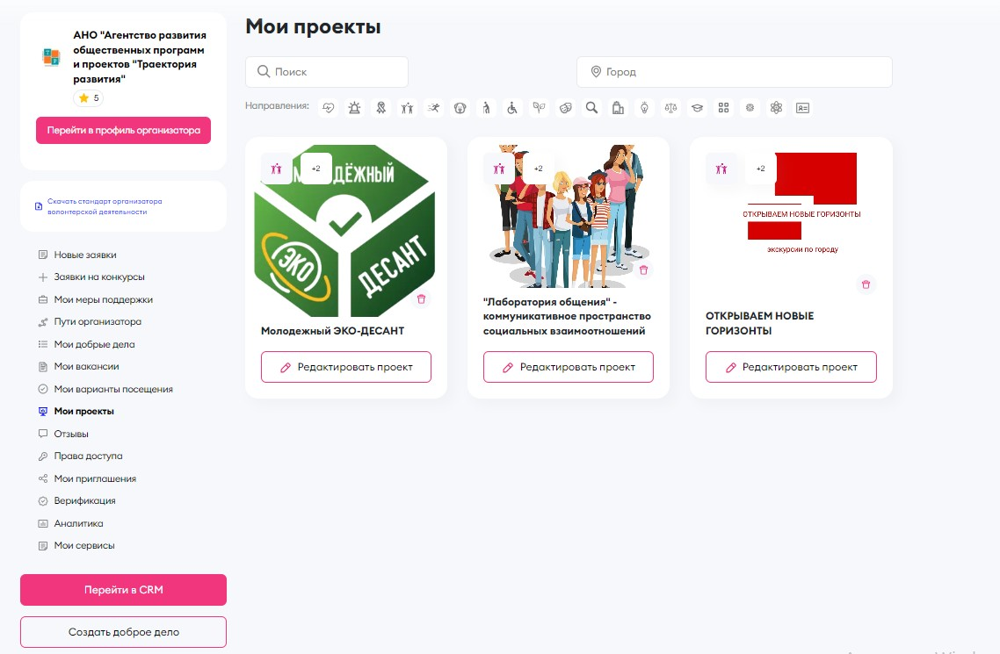 АНО "Агентство развития
общественных программ
и проектов "Траектория
развития"
5
Перейти в профиль организатора
Скачать стандарт организатора
волонтерской деятельности
Новые заявки
Заявки на конкурсы
Мои меры поддержки
Пути организатора
Мои добрые дела
Мои вакансии
Мои варианты посещения
Мои проекты
Отзывы
Права доступа
Мои приглашения
Верификация
Аналитика
Мои сервисы
Перейти в CRM
Создать доброе дело
Мои проекты
Поиск
Город
Направления:
+2
ЭКО
ДЕСАНТ
Молодежный ЭКО-ДЕСАНТ
Редактировать проект
+2
"Лаборатория общения" -
коммуникативное пространство
социальных взаимоотношений
Редактировать проект
+2
ОТКРЫВАЕМ НОВЫЕ ГОРИЗОНТЫ
экскурсии по городу
ОТКРЫВАЕМ НОВЫЕ
ГОРИЗОНТЫ
Редактировать проект